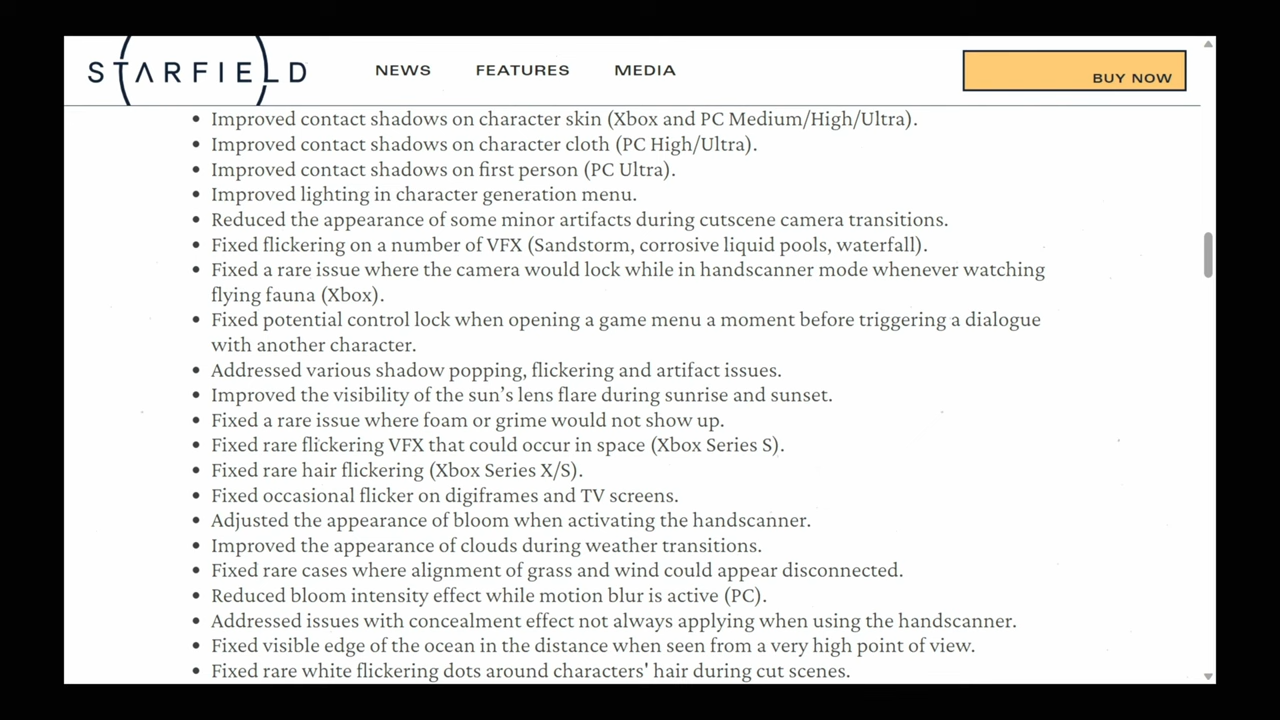 STARFIELD
NEWS
FEATURES
MEDIA
BUY NOW
• Improved contact shadows on character skin (Xbox and PC Medium/High/Ultra).
• Improved contact shadows on character cloth (PC High/Ultra).
• Improved contact shadows on first person (PC Ultra).
• Improved lighting in character generation menu.
• Reduced the appearance of some minor artifacts during cutscene camera transitions.
• Fixed flickering on a number of VFX (Sandstorm, corrosive liquid pools, waterfall).
• Fixed a rare issue where the camera would lock while in handscanner mode whenever watching
flying fauna (Xbox).
• Fixed potential control lock when opening a game menu a moment before triggering a dialogue
with another character.
• Addressed various shadow popping, flickering and artifact issues.
• Improved the visibility of the sun’s lens flare during sunrise and sunset.
• Fixed a rare issue where foam or grime would not show up.
• Fixed rare flickering VFX that could occur in space (Xbox Series S).
• Fixed rare hair flickering (Xbox Series X/S).
• Fixed occasional flicker on digiframes and TV screens.
• Adjusted the appearance of bloom when activating the handscanner.
• Improved the appearance of clouds during weather transitions.
• Fixed rare cases where alignment of grass and wind could appear disconnected.
• Reduced bloom intensity effect while motion blur is active (PC).
• Addressed issues with concealment effect not always applying when using the handscanner.
• Fixed visible edge of the ocean in the distance when seen from a very high point of view.
• Fixed rare white flickering dots around characters' hair during cut scenes.